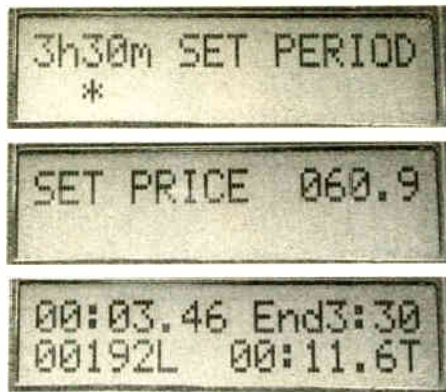 3h30m SET PERIOD
*
SET PRICE 060.9
00:03.46 End3:30
00192L 00:11.6T